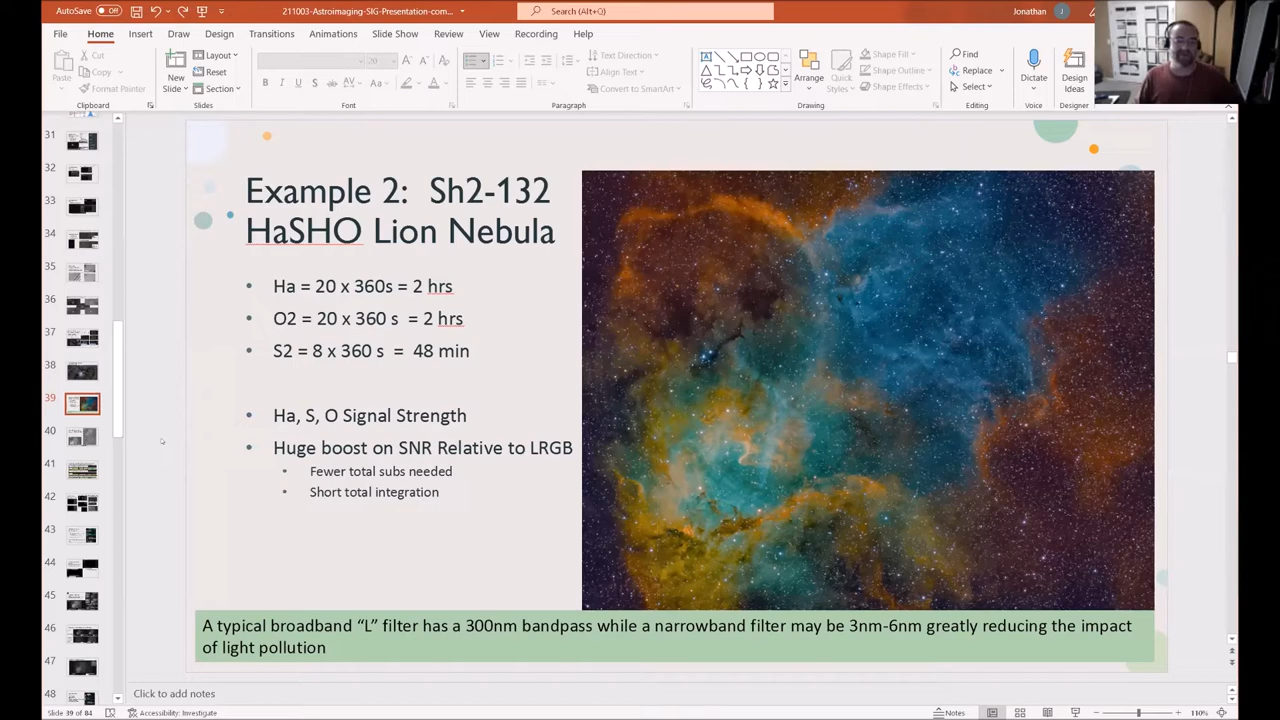 AutoSave Off
211003-Astroimaging-SIG-Presentation-com...
Search (Alt+Q)
Jonathan
File Home Insert Draw Design Transitions Animations Slide Show Review View Recording Help
Paste
Cut
Copy
Format Painter
Clipboard
New Slide
Layout
Reset
Section
Slides
B I U S
Font
Text Direction
Align Text
Convert to SmartArt
Paragraph
Arrange
Quick Styles
Shape Fill
Shape Outline
Shape Effects
Drawing
Find
Replace
Select
Editing
Dictate
Voice
Design Ideas
Designer
31
32
33
34
35
36
37
38
39
40
41
42
43
44
45
46
47
48
Example 2: Sh2-132
HaSHO Lion Nebula
• Ha = 20 x 360s = 2 hrs
• O2 = 20 x 360 s = 2 hrs
• S2 = 8 x 360 s = 48 min
• Ha, S, O Signal Strength
• Huge boost on SNR Relative to LRGB
• Fewer total subs needed
• Short total integration
A typical broadband “L” filter has a 300nm bandpass while a narrowband filter may be 3nm-6nm greatly reducing the impact
of light pollution
Click to add notes
Slide 39 of 84
Accessibility: Investigate
Notes
110%